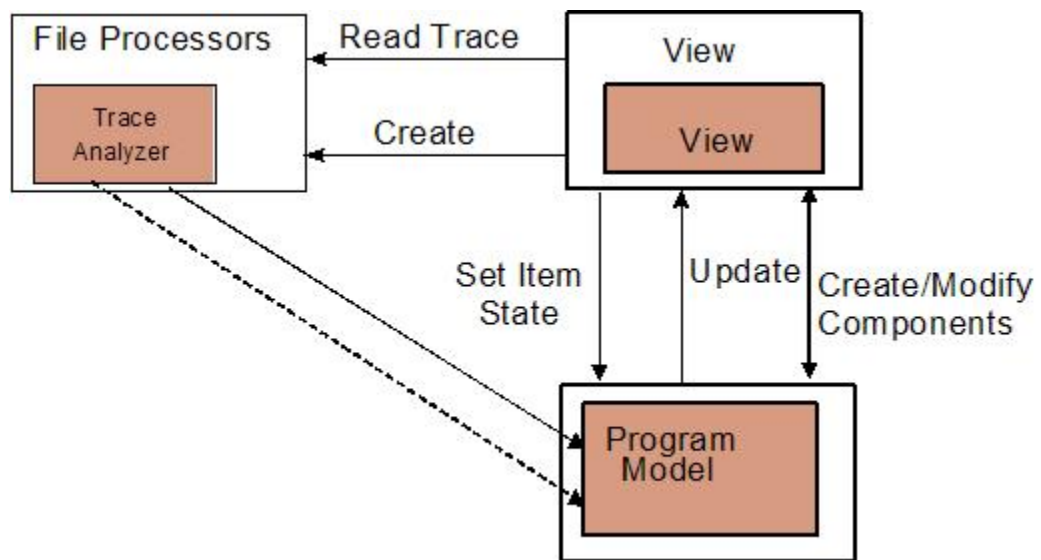 File Processors
Trace
Analyzer
Read Trace
Create
View
View
Set Item
State
Update
Create/Modify
Components
Program
Model